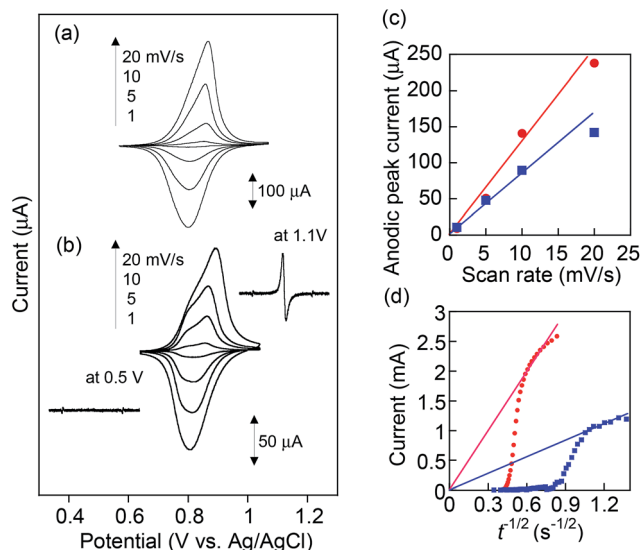 (a)
20 mV/s
10
5
1
100 μA
(b)
20 mV/s
10
5
1
at 1.1V
at 0.5 V
50 μA
Current (μA)
0.4 0.6 0.8 1.0 1.2
Potential (V vs. Ag/AgCl)
(c)
Anodic peak current (μA)
250
200
150
100
50
0
0 5 10 15 20 25
Scan rate (mV/s)
(d)
Current (mA)
3
2.5
2
1.5
1
0.5
0
0 0.3 0.6 0.9 1.2
t-1/2 (s-1/2)